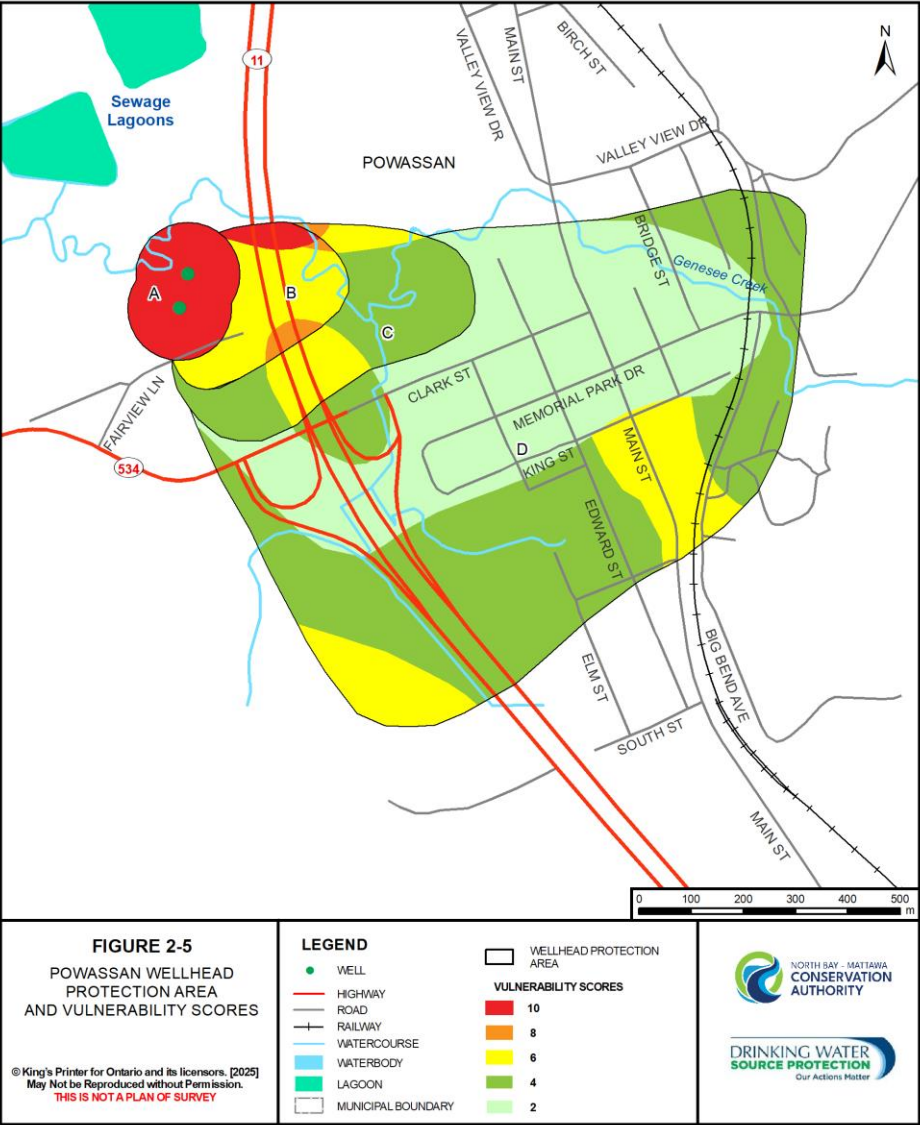 N
11
Sewage
Lagoons
VALLEY VIEW DR
MAIN ST
BIRCH ST
POWASSAN
VALLEY VIEW DR
BRIDGE ST
Genesee Creek
A
B
C
FAIRVIEW LN
CLARK ST
MEMORIAL PARK DR
534
D
KING ST
MAIN ST
EDWARD ST
ELM ST
BIG BEND AVE
SOUTH ST
MAIN ST
0 100 200 300 400 500
m
FIGURE 2-5
POWASSAN WELLHEAD
PROTECTION AREA
AND VULNERABILITY SCORES
© King's Printer for Ontario and its licensors. [2025]
May Not be Reproduced without Permission.
THIS IS NOT A PLAN OF SURVEY
LEGEND
WELL
HIGHWAY
ROAD
RAILWAY
WATERCOURSE
WATERBODY
LAGOON
MUNICIPAL BOUNDARY
WELLHEAD PROTECTION
AREA
VULNERABILITY SCORES
10
8
6
4
2
NORTH BAY - MATTAWA
CONSERVATION
AUTHORITY
DRINKING WATER
SOURCE PROTECTION
Our Actions Matter